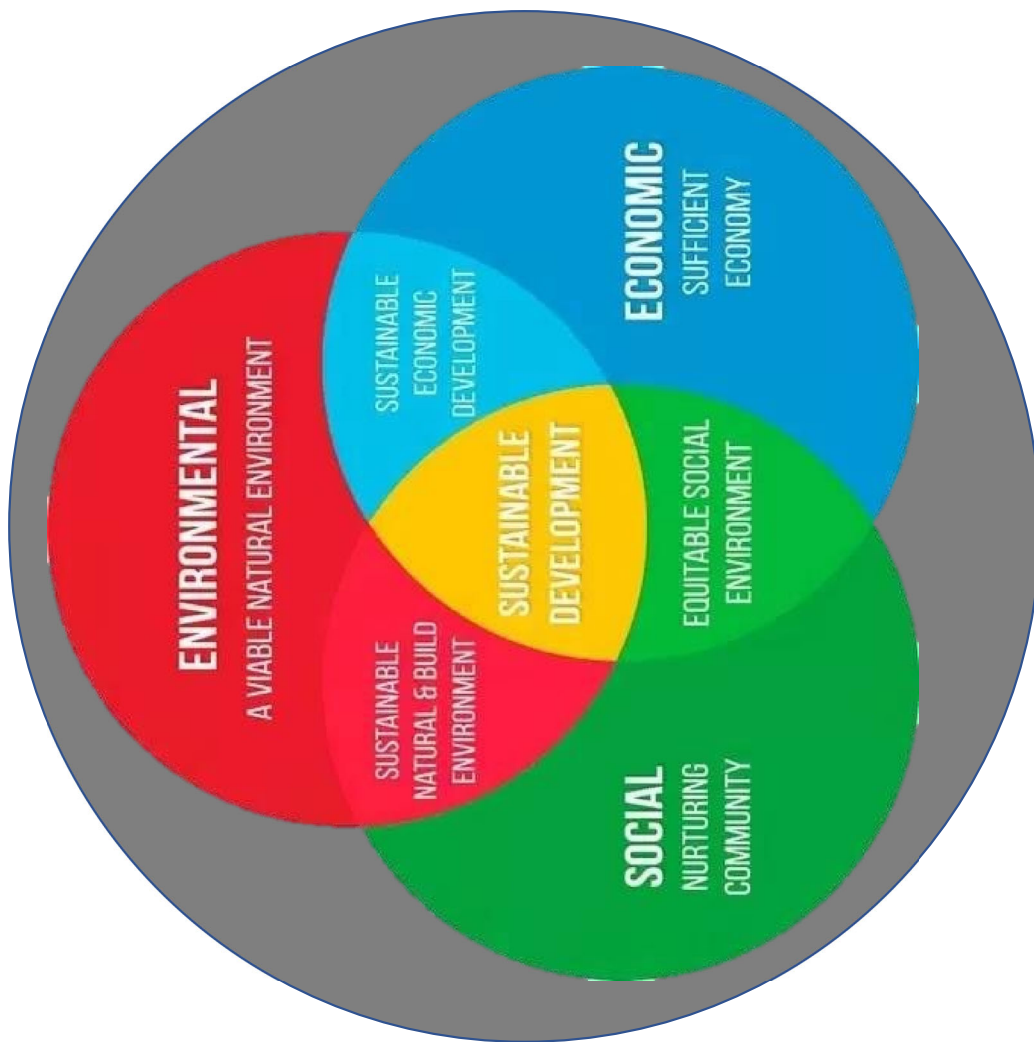 ENVIRONMENTAL
A VIABLE NATURAL ENVIRONMENT
SUSTAINABLE
NATURAL & BUILD
ENVIRONMENT
SUSTAINABLE
ECONOMIC
DEVELOPMENT
SUSTAINABLE
DEVELOPMENT
SOCIAL
NURTURING
COMMUNITY
EQUITABLE SOCIAL
ENVIRONMENT
ECONOMIC
SUFFICIENT
ECONOMY